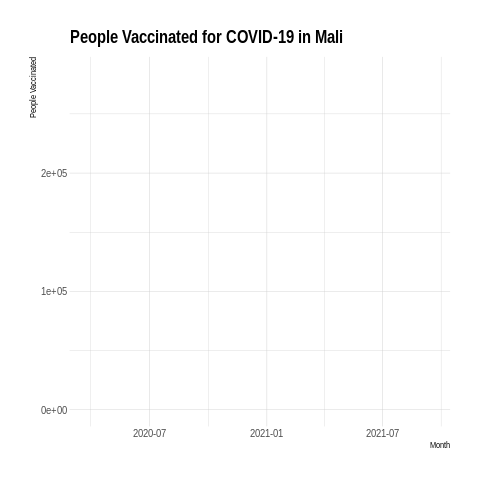 People Vaccinated for COVID-19 in Mali
People Vaccinated
2e+05
1e+05
0e+00
2020-07
2021-01
2021-07
Month